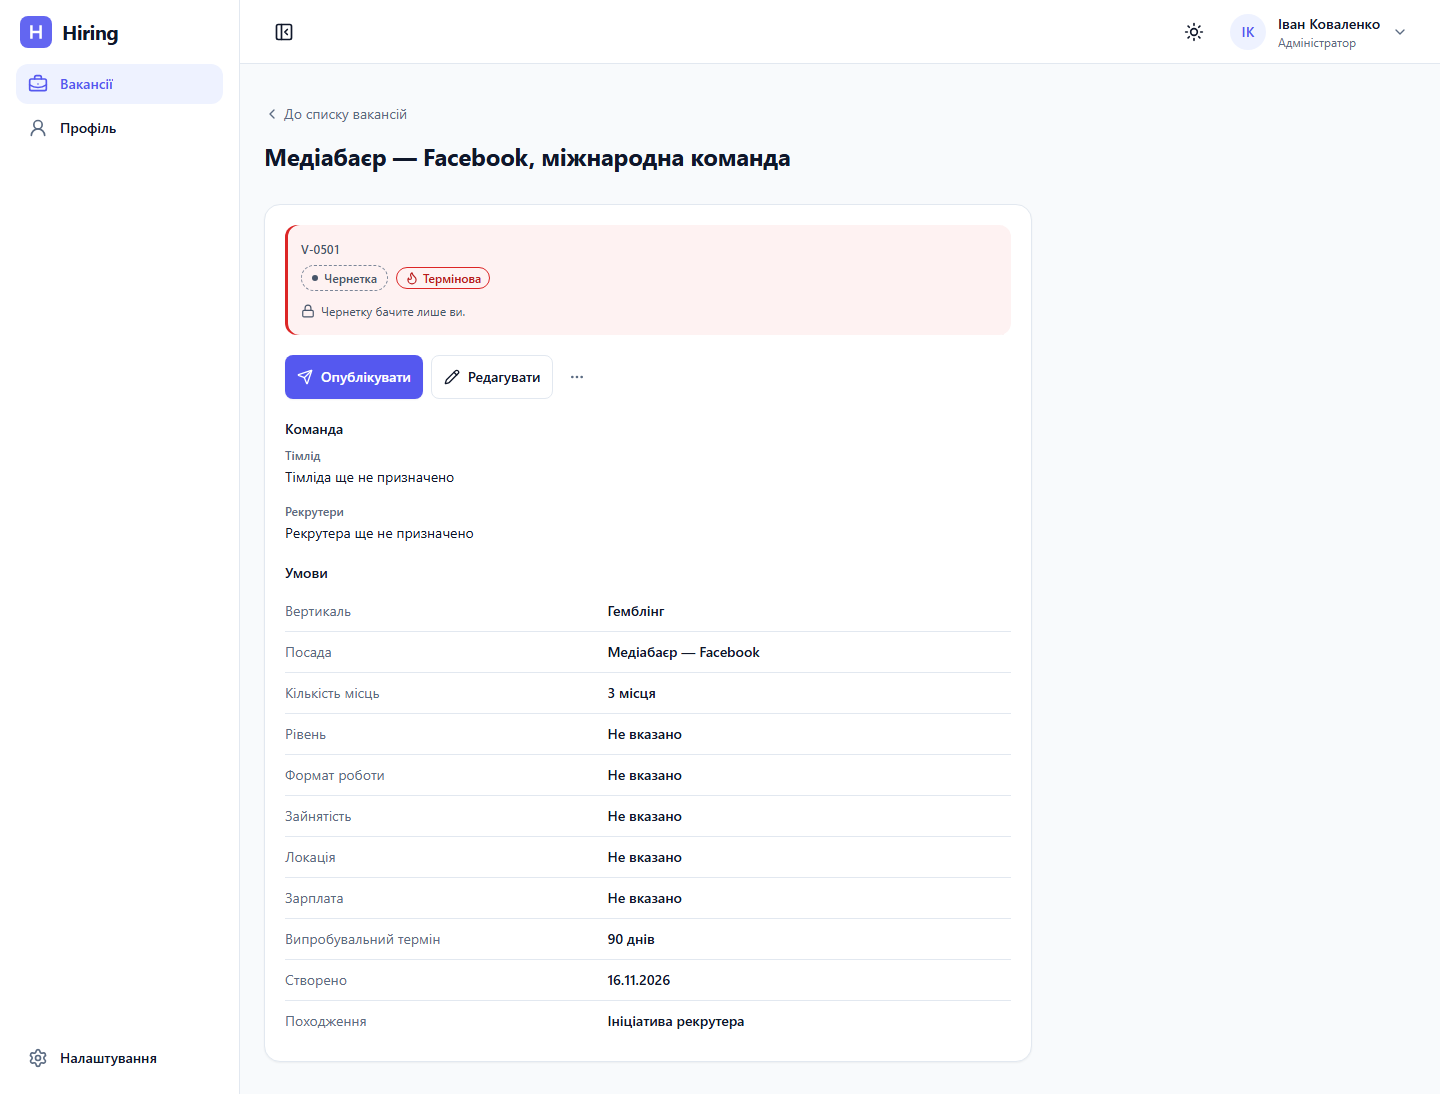 H Hiring
Вакансії
Профіль
Налаштування
ІК
Іван Коваленко
Адміністратор
До списку вакансій
Медіабаєр — Facebook, міжнародна команда
V-0501
Чернетка
Термінова
Чернетку бачите лише ви.
Опублікувати
Редагувати
Команда
Тімлід
Тімліда ще не призначено
Рекрутери
Рекрутера ще не призначено
Умови
Вертикаль Гемблінг
Посада Медіабаєр — Facebook
Кількість місць 3 місця
Рівень Не вказано
Формат роботи Не вказано
Зайнятість Не вказано
Локація Не вказано
Зарплата Не вказано
Випробувальний термін 90 днів
Створено 16.11.2026
Походження Ініціатива рекрутера